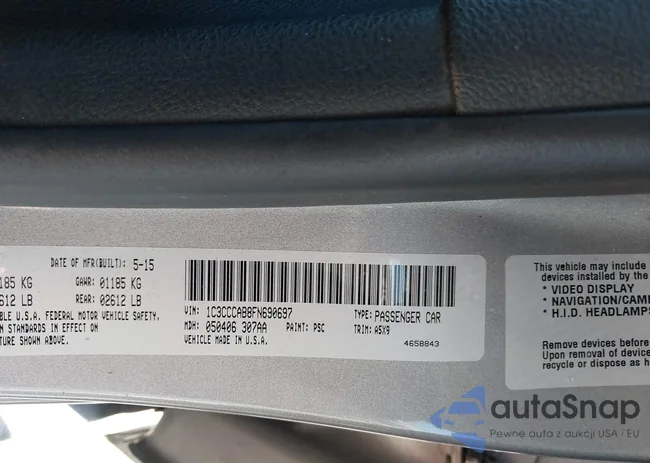 DATE OF MFR(BUILT): 5-15
185 KG GAWR: 01185 KG
612 LB REAR: 02612 LB
BLE U.S.A. FEDERAL MOTOR VEHICLE SAFETY,
N STANDARDS IN EFFECT ON
TURE SHOWN ABOVE.
VIN: 1C3CCCAB8FN690697 TYPE: PASSENGER CAR
MDH: 050406 307AA PAINT: PSC TRIM: A5X9
VEHICLE MADE IN U.S.A. 4658843
This vehicle may include
devices installed by the
* VIDEO DISPLAY
* NAVIGATION/CAME
* H.I.D. HEADLAMPS
Remove devices before
Upon removal of device
recycle or dispose as h
autaSnap
Pewne auta z aukcji USA i EU